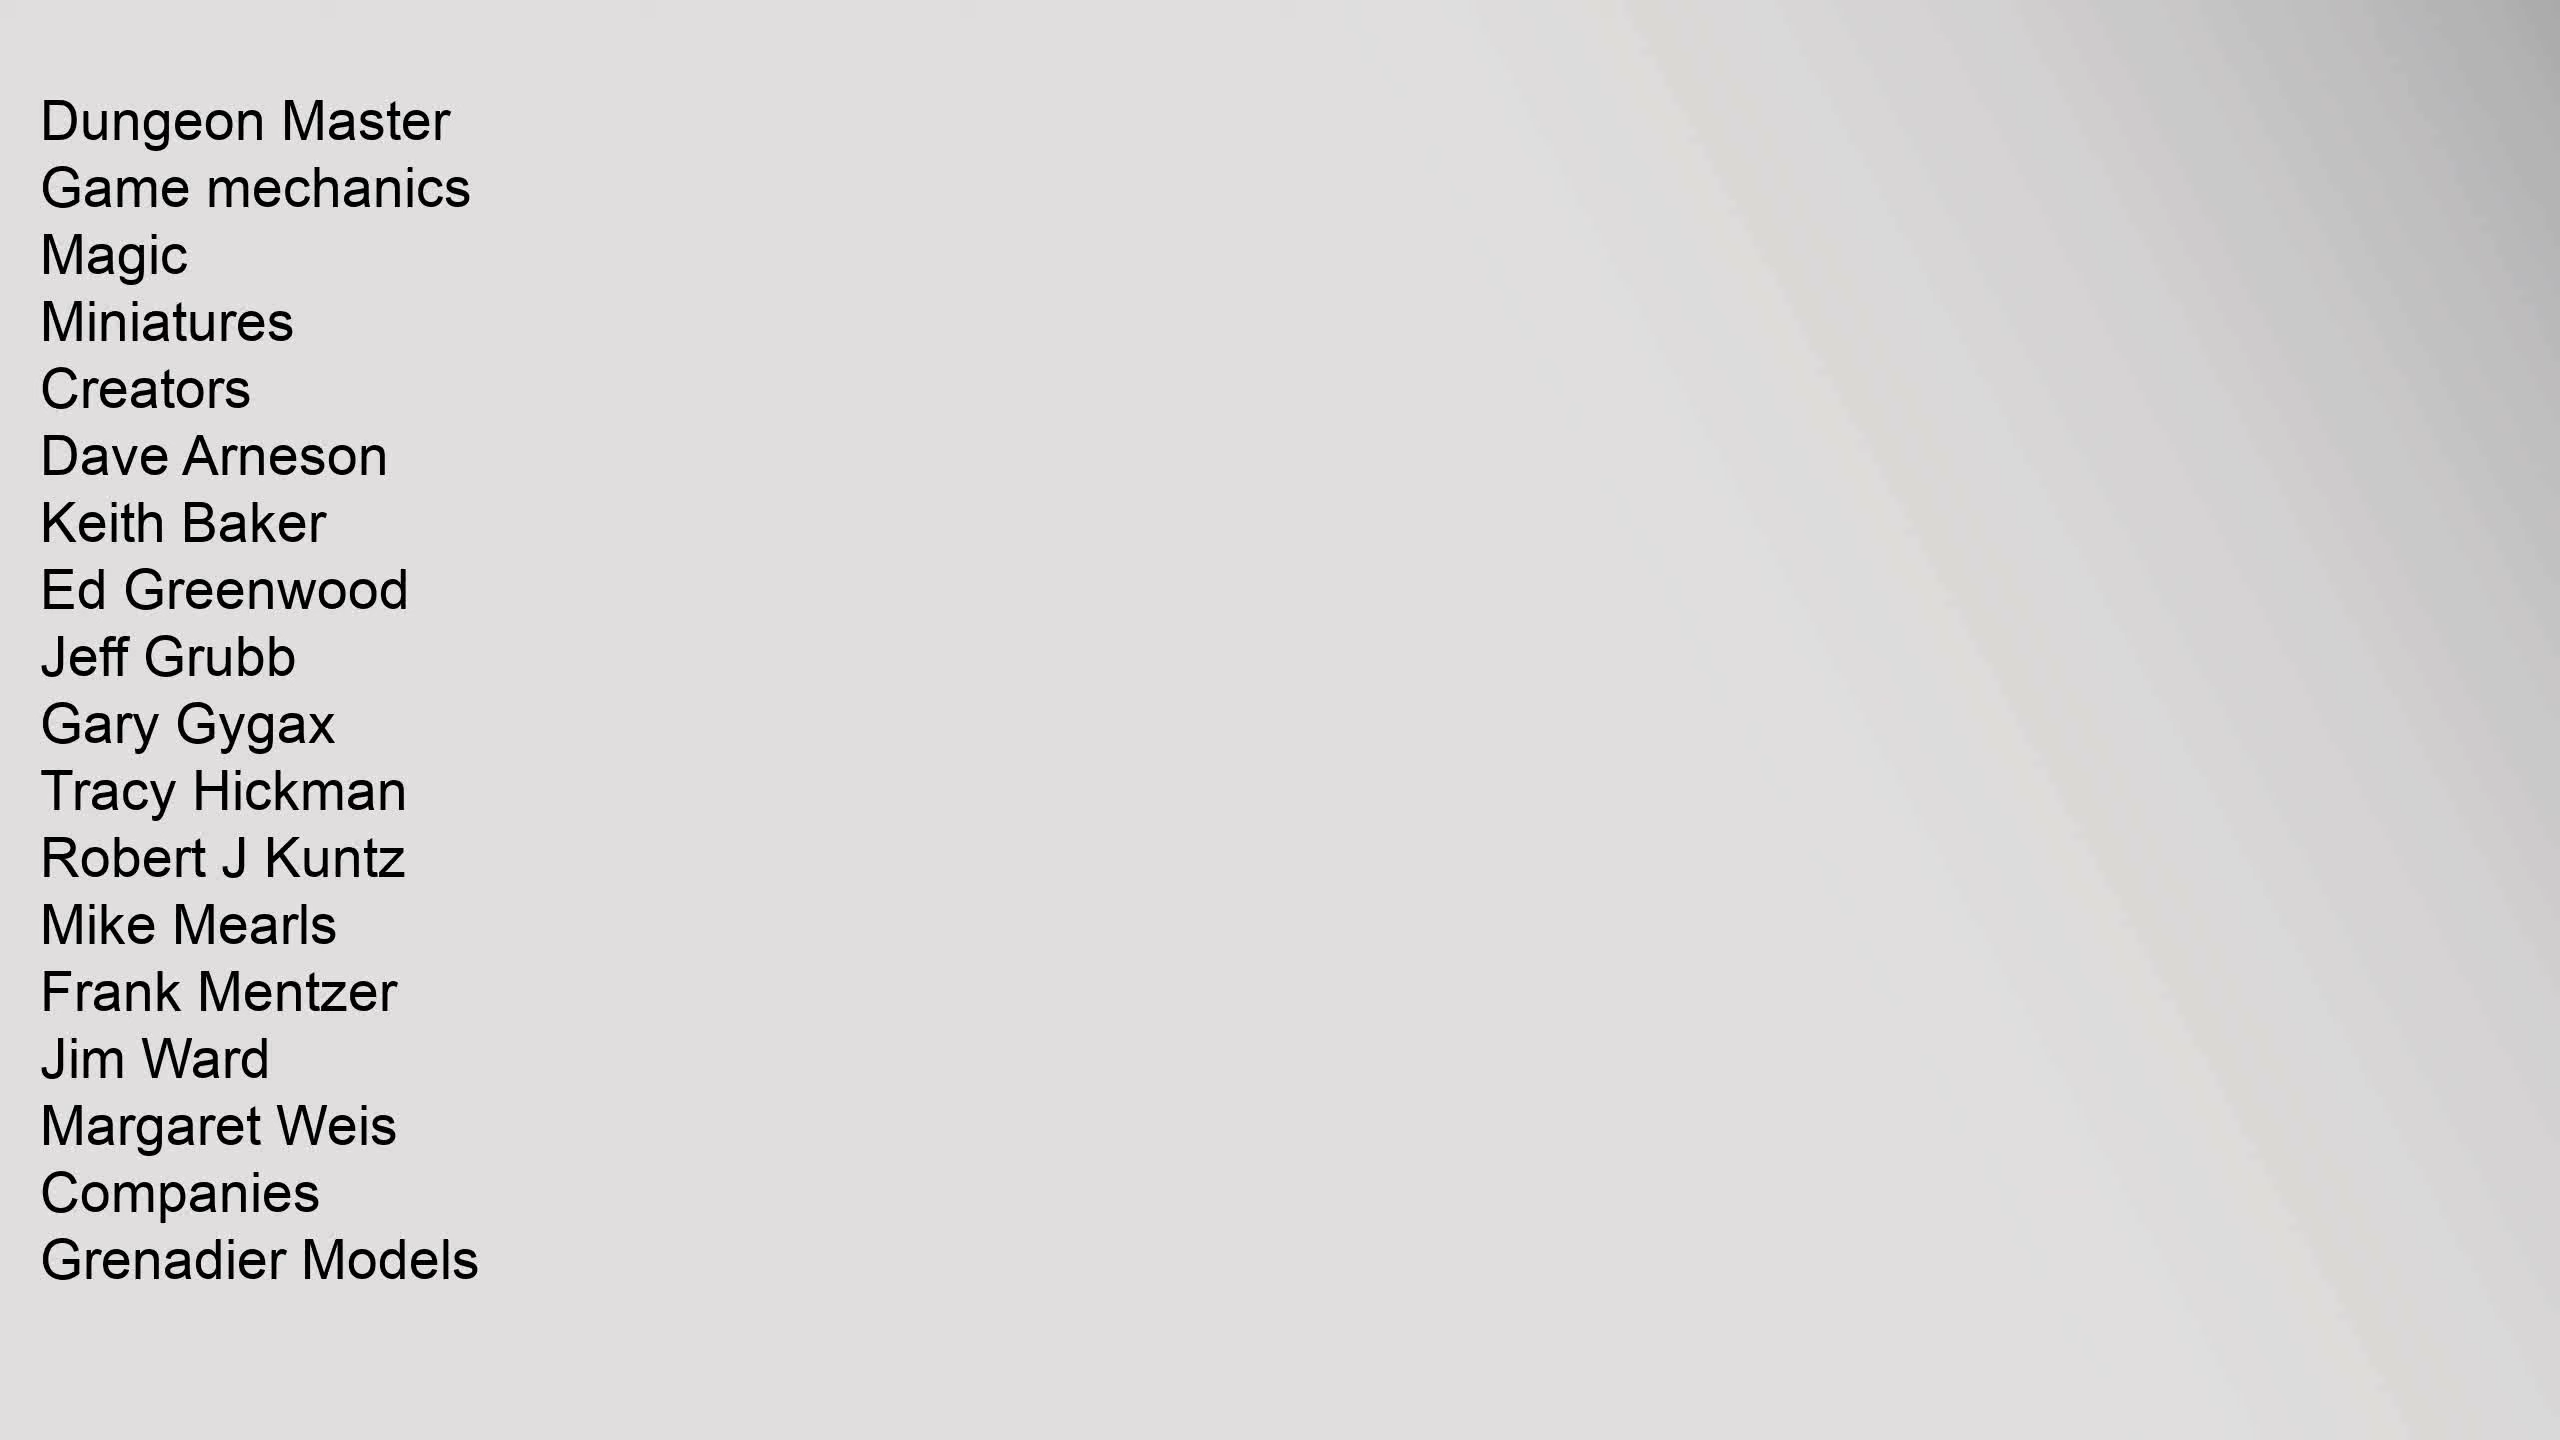 Dungeon Master
Game mechanics
Magic
Miniatures
Creators
Dave Arneson
Keith Baker
Ed Greenwood
Jeff Grubb
Gary Gygax
Tracy Hickman
Robert J Kuntz
Mike Mearls
Frank Mentzer
Jim Ward
Margaret Weis
Companies
Grenadier Models